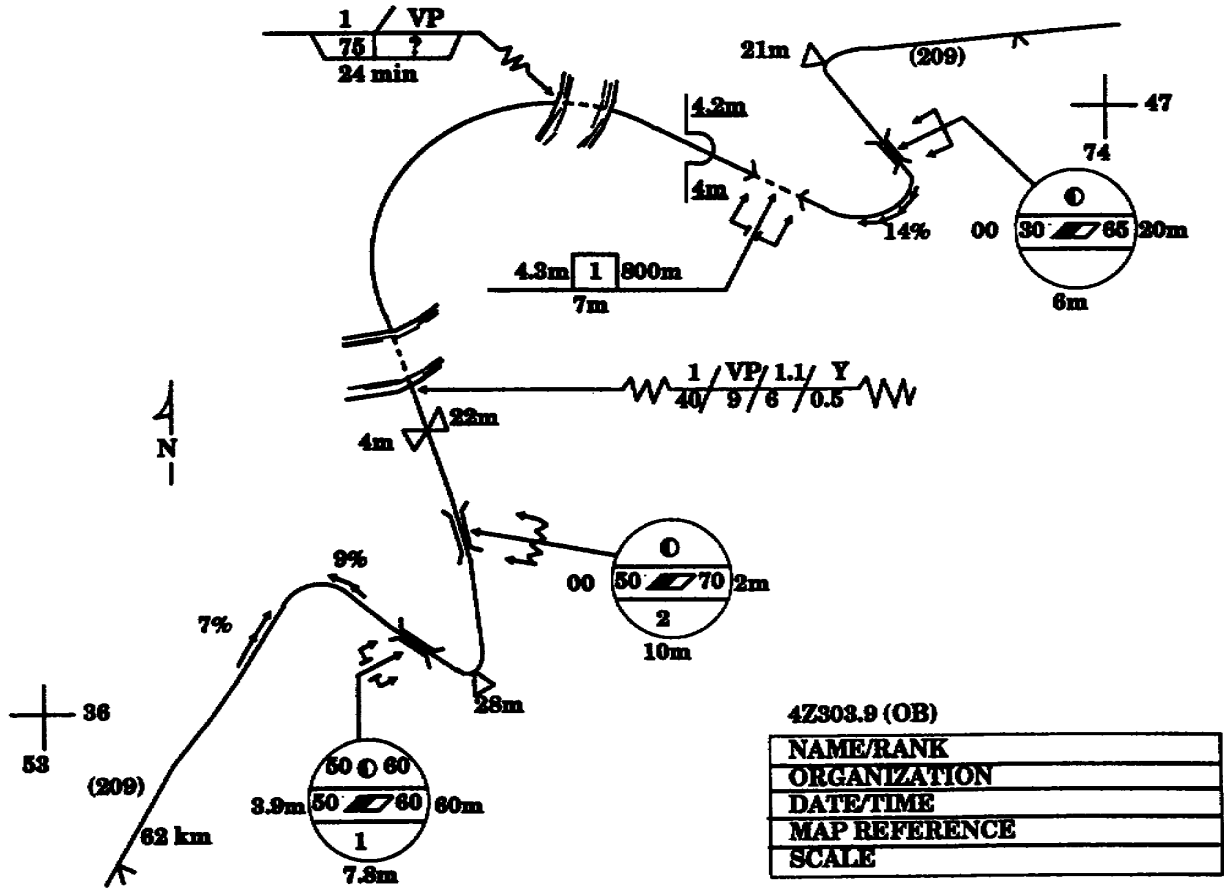 1 / VP
75 ?
24 min
21m
(209)
47
74
4.2m
4m
14%
00 30 65 20m
6m
4.3m 1 800m
7m
1 / VP / 1.1 / Y
40 / 9 / 6 / 0.5
22m
4m
N
9%
7%
00 50 70 2m
2
10m
28m
36
53
(209)
62 km
50 60
3.9m 50 60 60m
1
7.8m
4Z303.9 (OB)
NAME/RANK
ORGANIZATION
DATE/TIME
MAP REFERENCE
SCALE